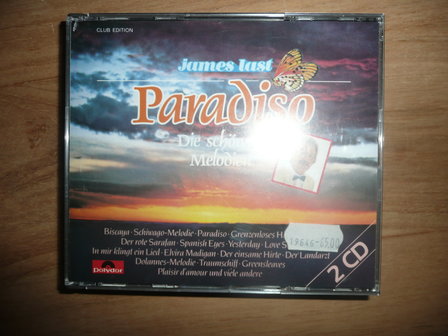 CLUB EDITION
James Last
Paradiso
Die
Melodien
Biscaya · Schiwago-Melodie · Paradiso · Grenzenloses
Der rote Sarafan · Spanish Eyes · Yesterday · Love
In mir klingt ein Lied · Elvira Madigan · Der einsame Hirte · Der Landarzt
Dolannes-Melodie · Traumschiff · Greensleeves
Plaisir d'amour und viele andere
Polydor
2 CD